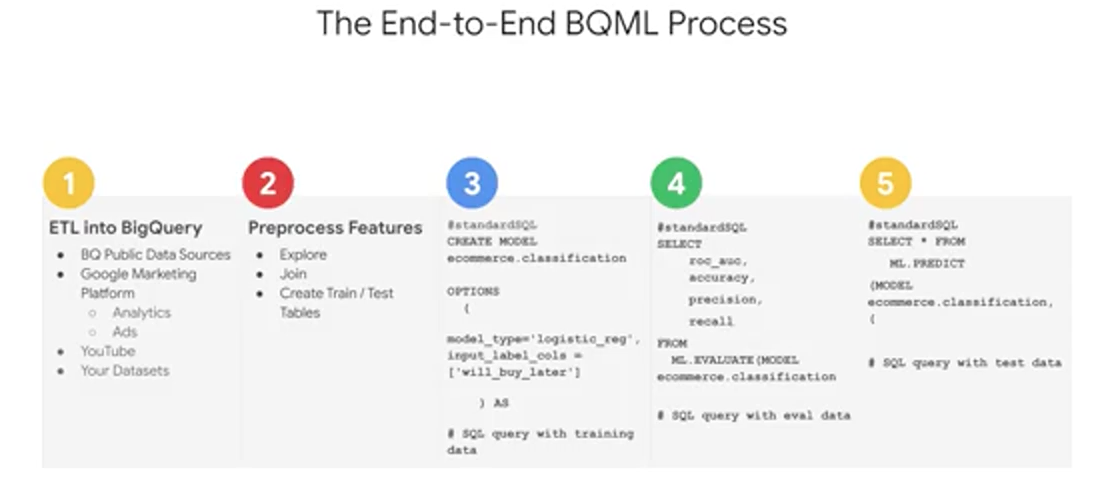 The End-to-End BQML Process
1
ETL into BigQuery
● BQ Public Data Sources
● Google Marketing
Platform
○ Analytics
○ Ads
● YouTube
● Your Datasets
2
Preprocess Features
● Explore
● Join
● Create Train / Test
Tables
3
#standardSQL
CREATE MODEL
ecommerce.classification
OPTIONS
(
model_type='logistic_reg',
input_label_cols =
['will_buy_later']
) AS
# SQL query with training
data
4
#standardSQL
SELECT
roc_auc,
accuracy,
precision,
recall
FROM
ML.EVALUATE(MODEL
ecommerce.classification
# SQL query with eval data
5
#standardSQL
SELECT * FROM
ML.PREDICT
(MODEL
ecommerce.classification,
(
# SQL query with test data